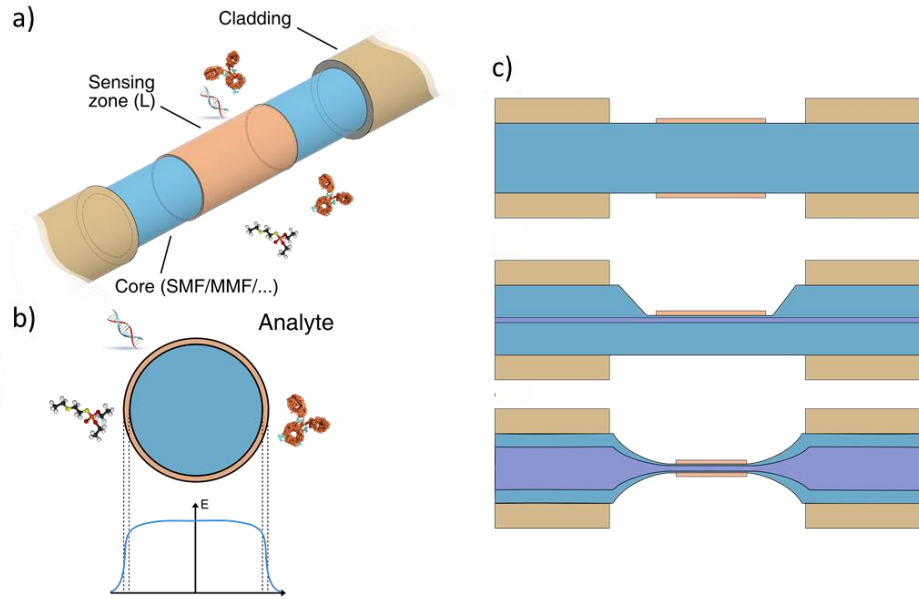 a)
Cladding
Sensing
zone (L)
Core (SMF/MMF/...)
b)
Analyte
E
c)